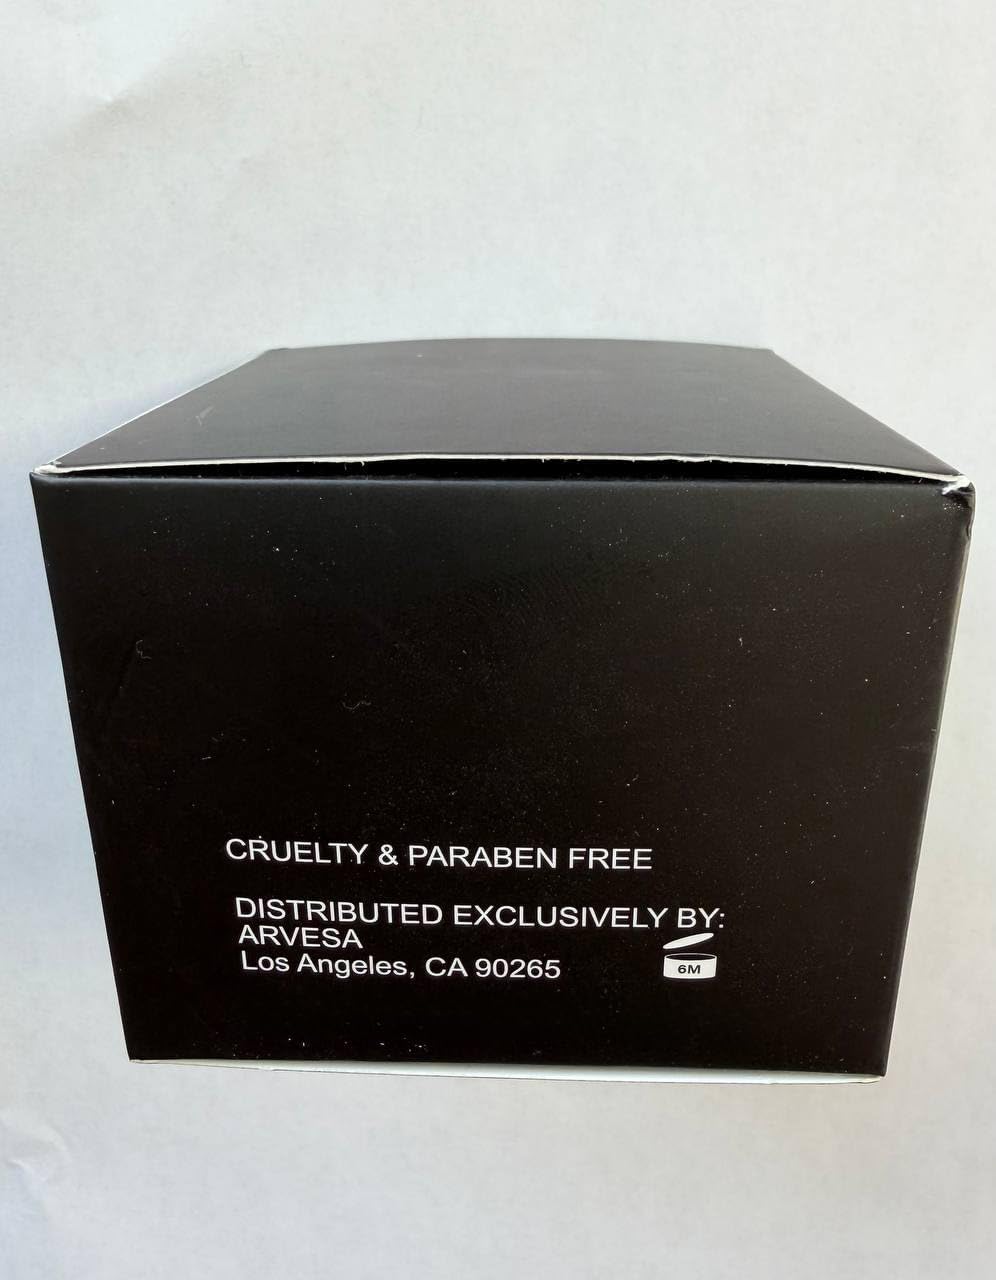 CRUELTY & PARABEN FREE
DISTRIBUTED EXCLUSIVELY BY:
ARVESA
Los Angeles, CA 90265
6M